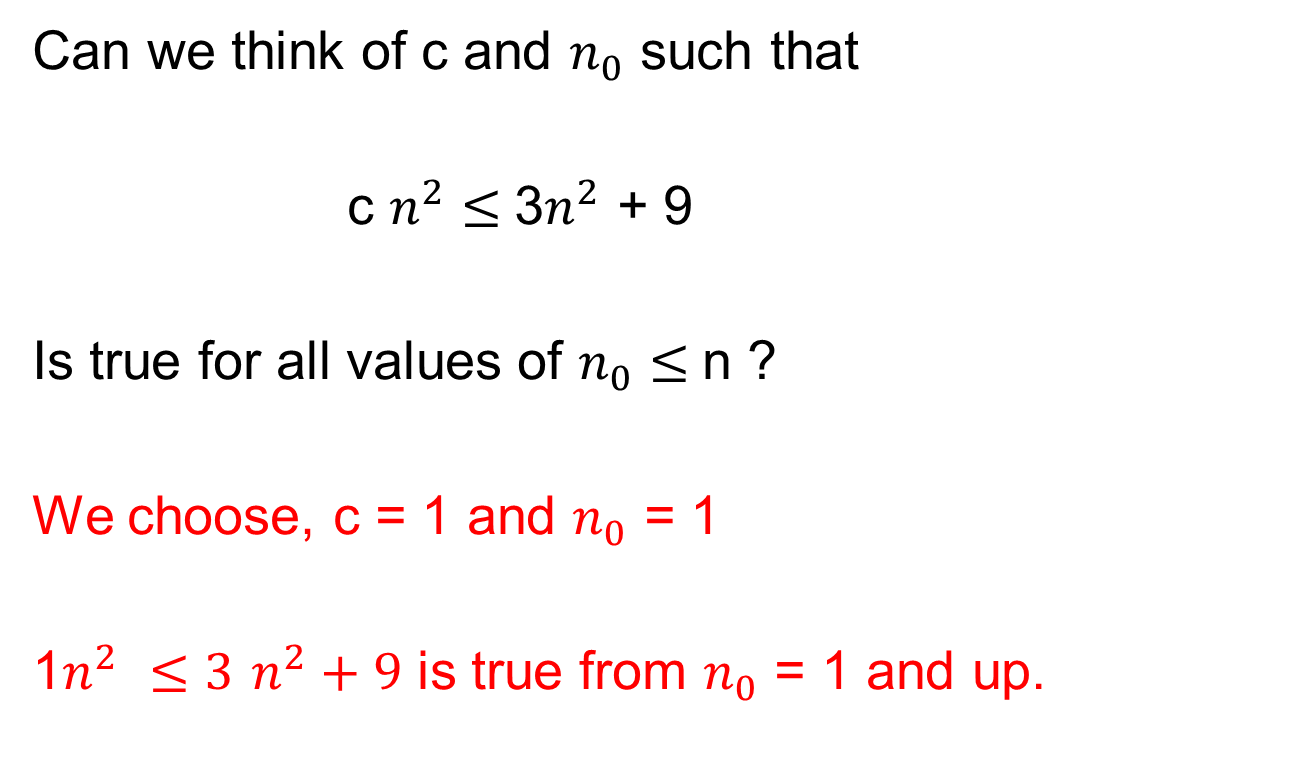 Can we think of c and n₀ such that
c n² ≤ 3n² + 9
Is true for all values of n₀ ≤ n ?
We choose, c = 1 and n₀ = 1
1n² ≤ 3 n² + 9 is true from n₀ = 1 and up.